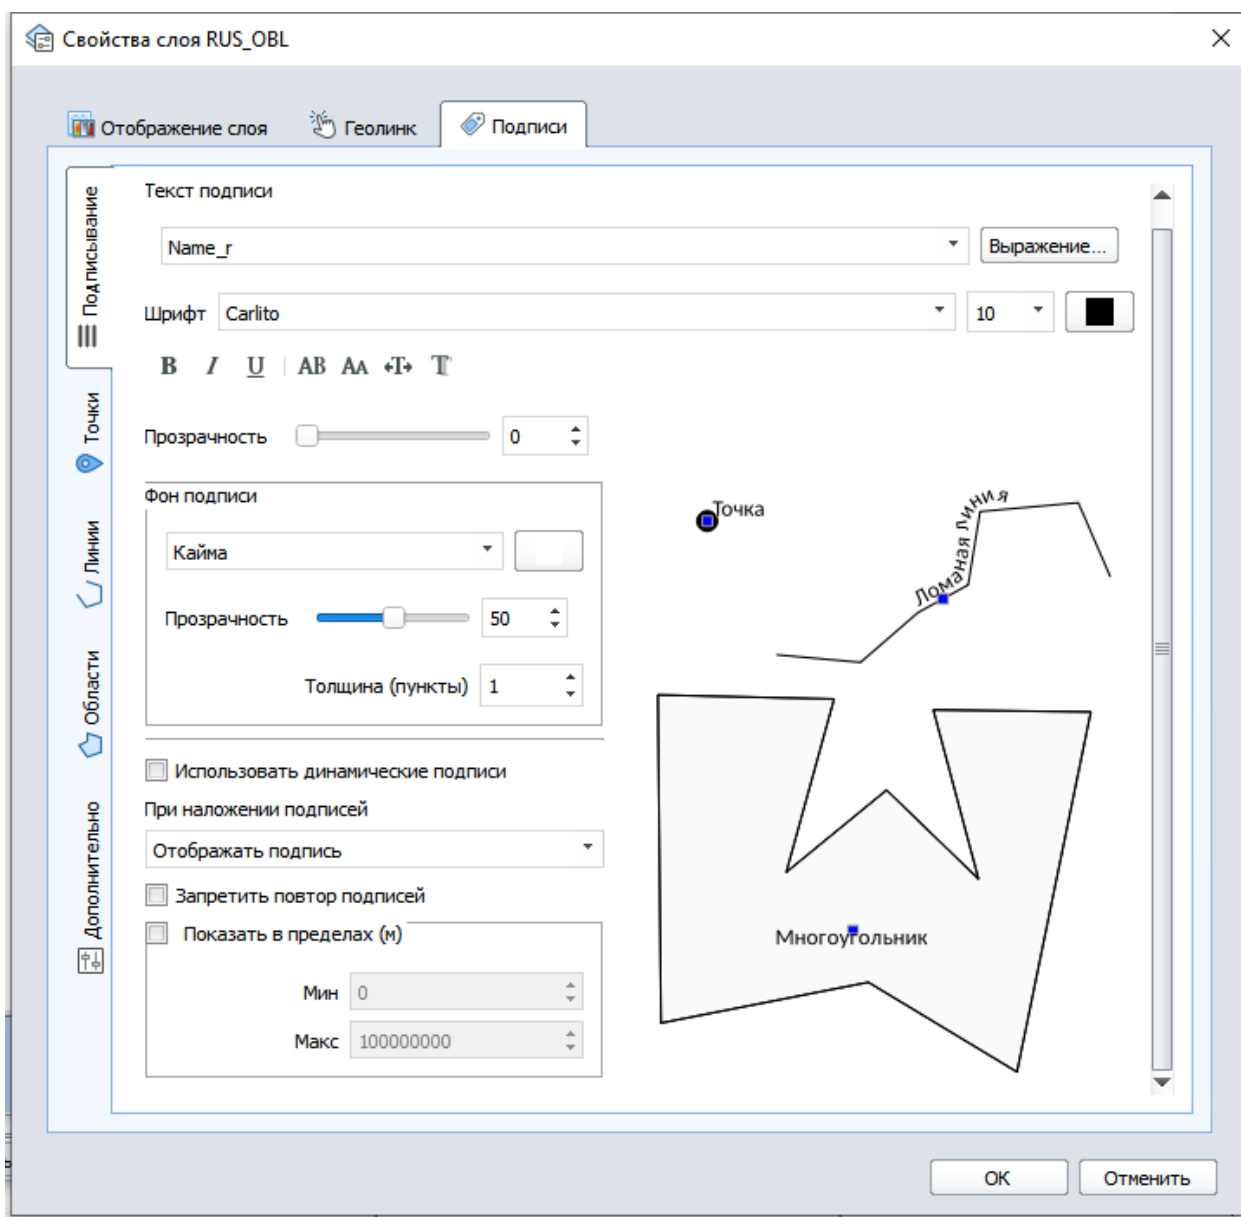 Свойства слоя RUS_OBL
Отображение слоя
Геолинк
Подписи
Подписывание
Точки
Линии
Области
Дополнительно
Текст подписи
Name_r
Выражение...
Шрифт
Carlito
10
B I U AB AA T T
Прозрачность
0
Фон подписи
Кайма
Прозрачность
50
Толщина (пункты)
1
Использовать динамические подписи
При наложении подписей
Отображать подпись
Запретить повтор подписей
Показать в пределах (м)
Мин
0
Макс
100000000
Точка
Ломаная линия
Многоугольник
OK
Отменить